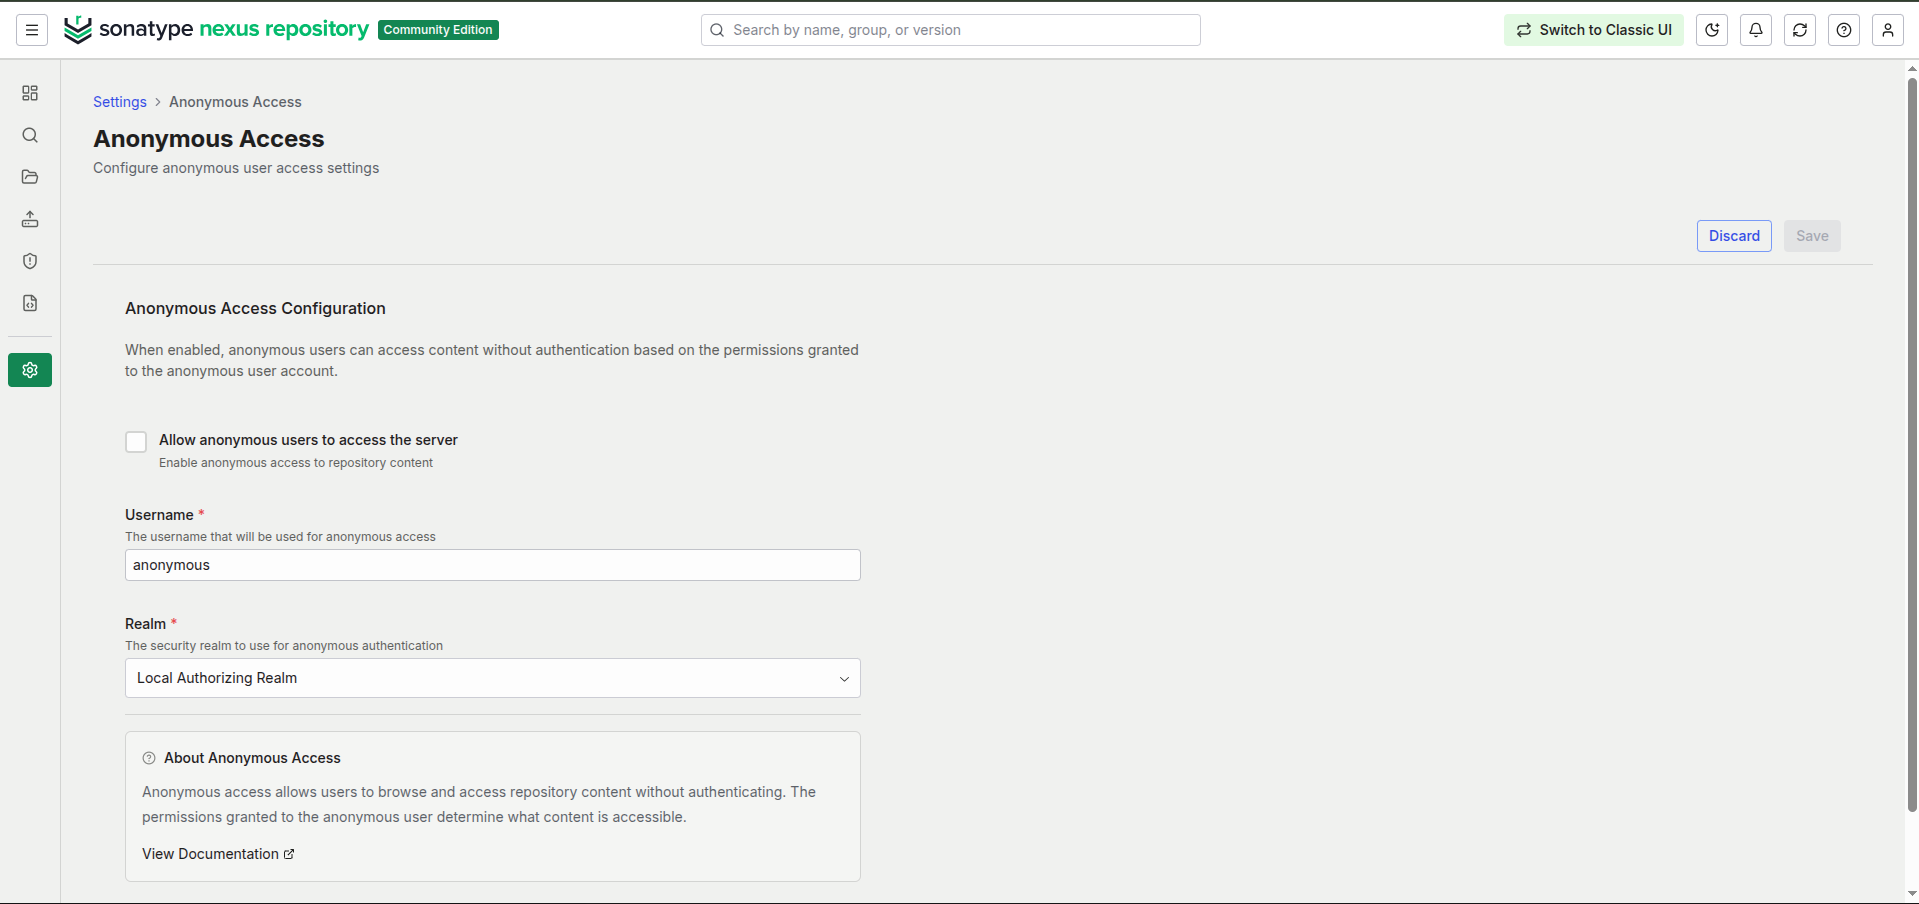 sonatype nexus repository Community Edition
Search by name, group, or version
Switch to Classic UI
Settings > Anonymous Access
Anonymous Access
Configure anonymous user access settings
Discard Save
Anonymous Access Configuration
When enabled, anonymous users can access content without authentication based on the permissions granted
to the anonymous user account.
Allow anonymous users to access the server
Enable anonymous access to repository content
Username *
The username that will be used for anonymous access
anonymous
Realm *
The security realm to use for anonymous authentication
Local Authorizing Realm
About Anonymous Access
Anonymous access allows users to browse and access repository content without authenticating. The
permissions granted to the anonymous user determine what content is accessible.
View Documentation